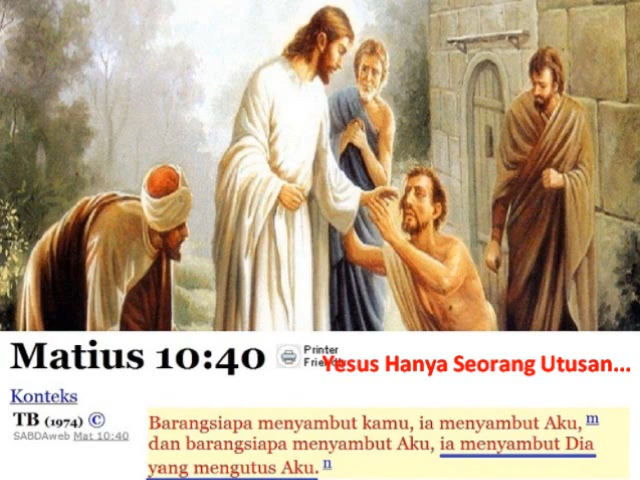 Matius 10:40
Printer
Friendly
Yesus Hanya Seorang Utusan...
Konteks
TB (1974) ©
SABDAweb Mat 10:40
Barangsiapa menyambut kamu, ia menyambut Aku, m
dan barangsiapa menyambut Aku, ia menyambut Dia
yang mengutus Aku. n